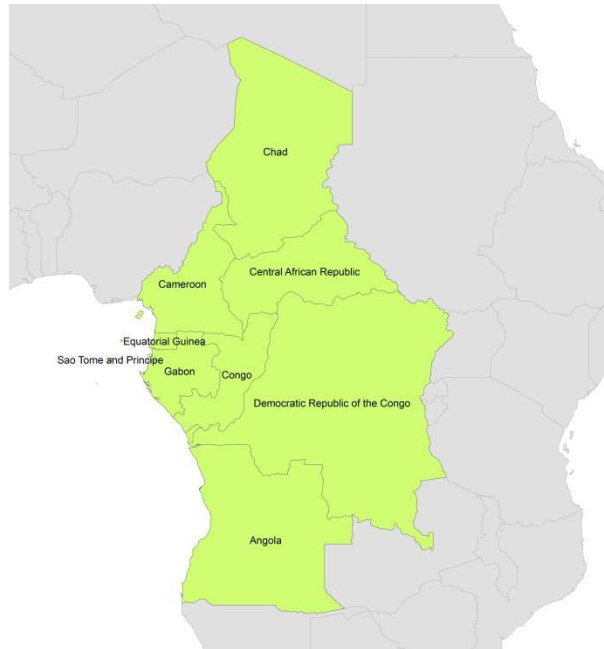 Chad
Central African Republic
Cameroon
Equatorial Guinea
Sao Tome and Principe
Gabon
Congo
Democratic Republic of the Congo
Angola